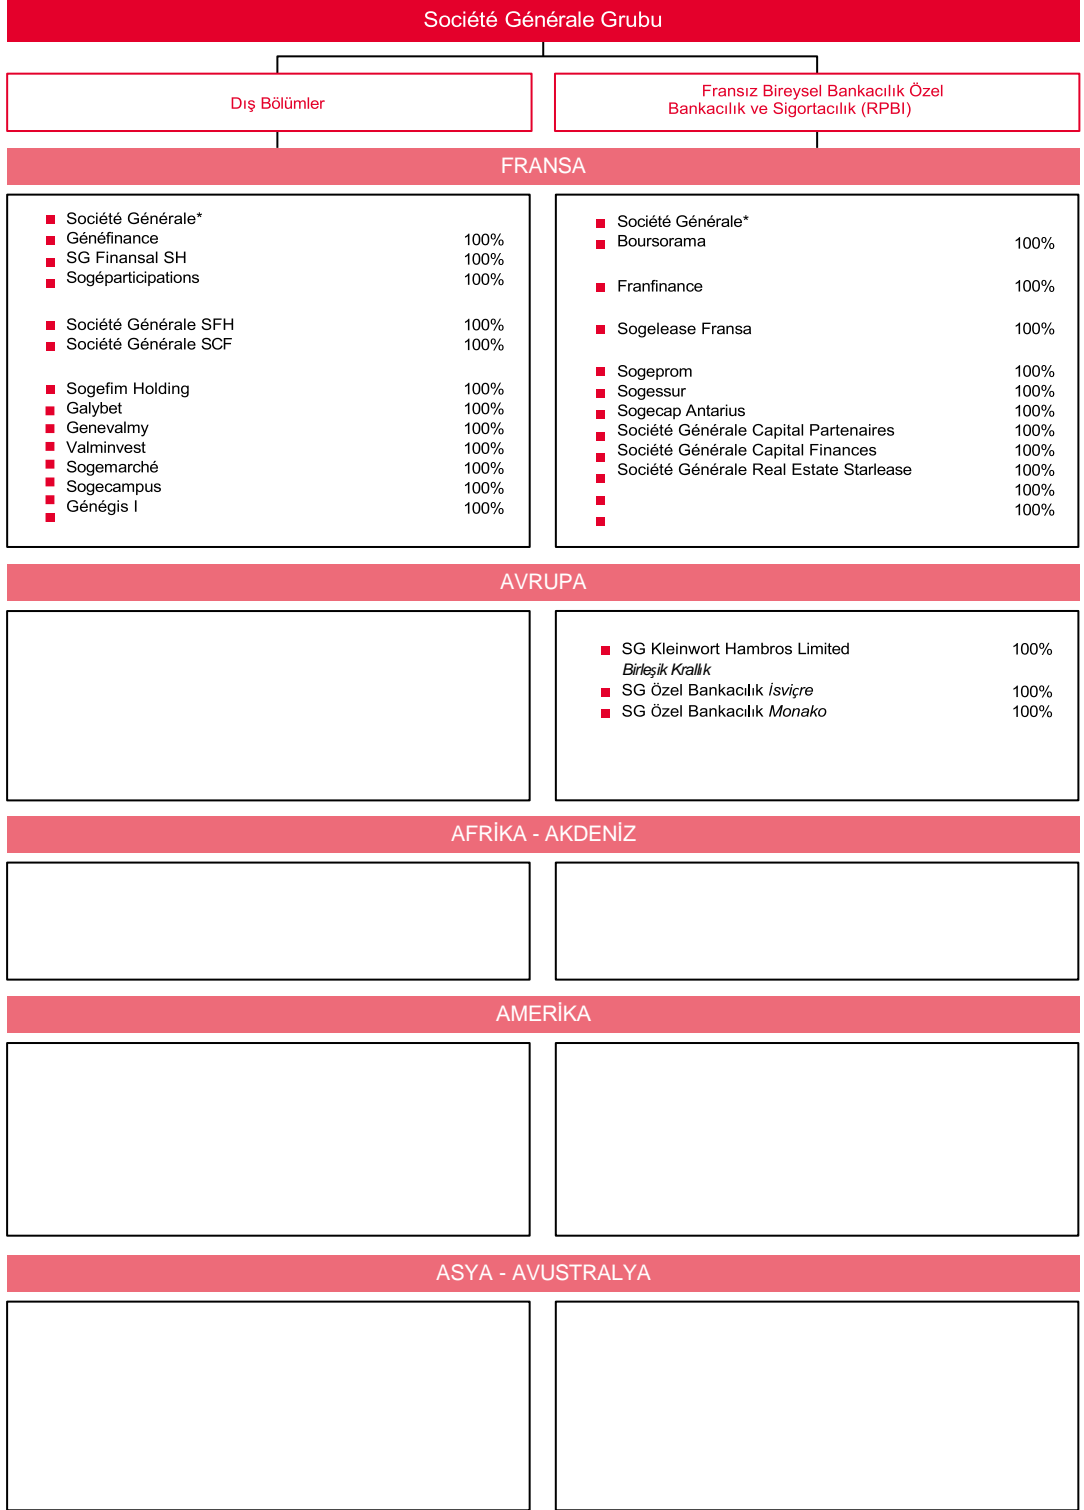 Société Générale Grubu
Dış Bölümler
Fransız Bireysel Bankacılık Özel
Bankacılık ve Sigortacılık (RPBI)
FRANSA
Société Générale*
Généfinance 100%
SG Finansal SH 100%
Sogéparticipations 100%
Société Générale SFH 100%
Société Générale SCF 100%
Sogefim Holding 100%
Galybet 100%
Genevalmy 100%
Valminvest 100%
Sogemarché 100%
Sogecampus 100%
Génégis I 100%
Société Générale*
Boursorama 100%
Franfinance 100%
Sogelease Fransa 100%
Sogeprom 100%
Sogessur 100%
Sogecap Antarius 100%
Société Générale Capital Partenaires 100%
Société Générale Capital Finances 100%
Société Générale Real Estate Starlease 100%
100%
100%
AVRUPA
SG Kleinwort Hambros Limited 100%
Birleşik Krallık
SG Özel Bankacılık İsviçre 100%
SG Özel Bankacılık Monako 100%
AFRİKA - AKDENİZ
AMERİKA
ASYA - AVUSTRALYA